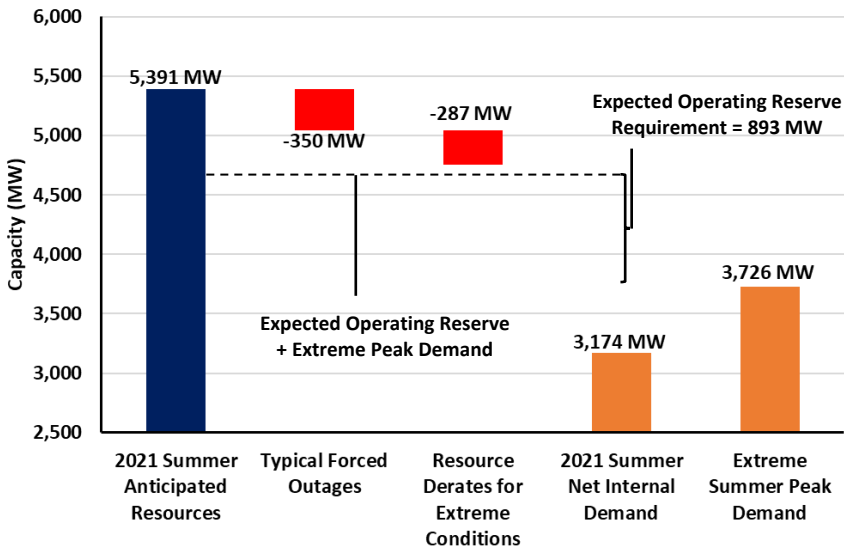 6,000
5,500
5,000
4,500
4,000
3,500
3,000
2,500
Capacity (MW)
5,391 MW
-350 MW
-287 MW
Expected Operating Reserve
Requirement = 893 MW
Expected Operating Reserve
+ Extreme Peak Demand
3,174 MW
3,726 MW
2021 Summer
Anticipated
Resources
Typical Forced
Outages
Resource
Derates for
Extreme
Conditions
2021 Summer
Net Internal
Demand
Extreme
Summer Peak
Demand